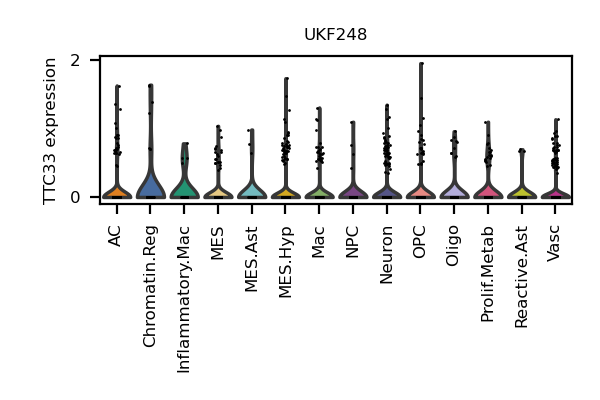 UKF248
TTC33 expression
2
0
AC
Chromatin.Reg
Inflammatory.Mac
MES
MES.Ast
MES.Hyp
Mac
NPC
Neuron
OPC
Oligo
Prolif.Metab
Reactive.Ast
Vasc